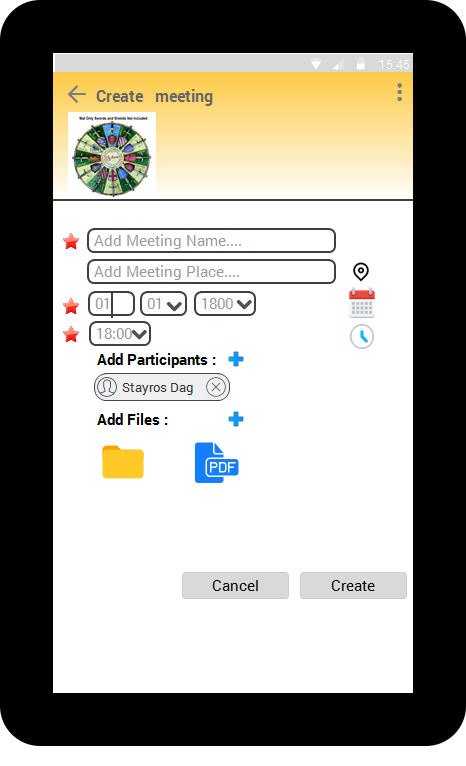 15:45
Create meeting
Mat Only Swords and Shields Not Included
Add Meeting Name....
Add Meeting Place....
01 01 1800
18:00
Add Participants :
Stayros Dag
Add Files :
PDF
Cancel Create